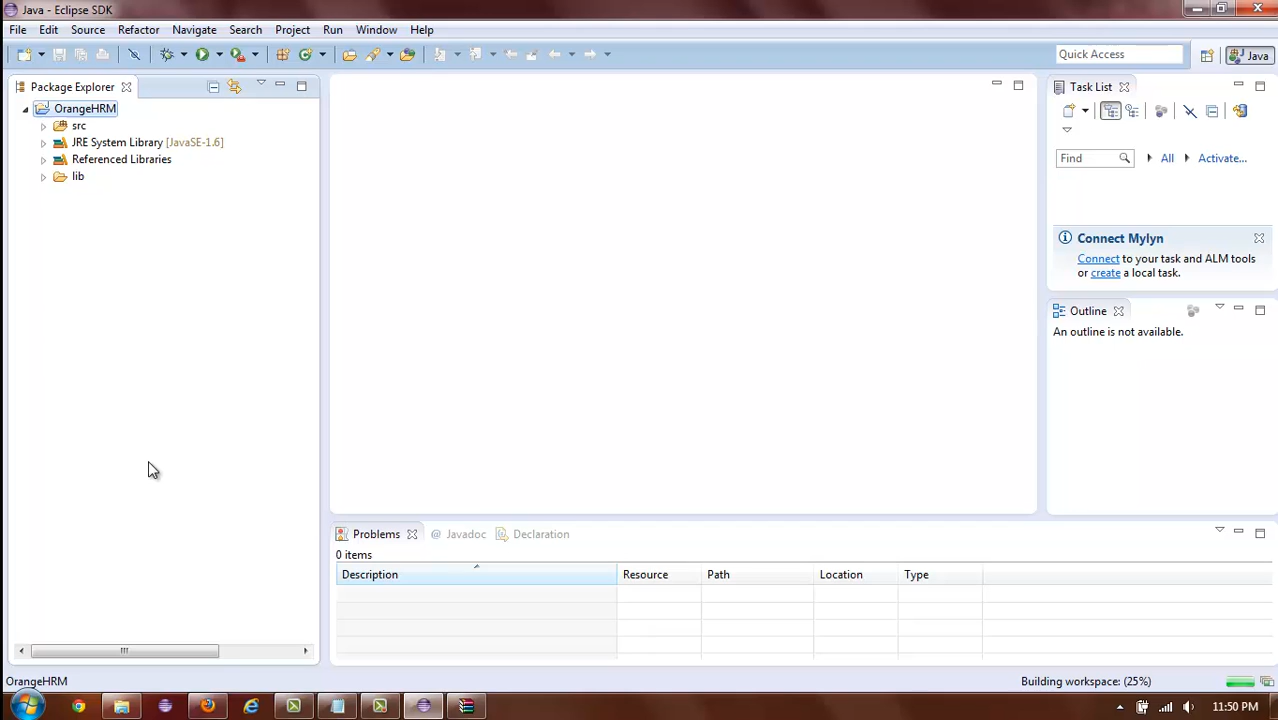 Java - Eclipse SDK
File Edit Source Refactor Navigate Search Project Run Window Help
Quick Access
Java
Package Explorer
OrangeHRM
src
JRE System Library [JavaSE-1.6]
Referenced Libraries
lib
Task List
Find
All
Activate...
Connect Mylyn
Connect to your task and ALM tools
or create a local task.
Outline
An outline is not available.
Problems @ Javadoc Declaration
0 items
Description Resource Path Location Type
OrangeHRM
Building workspace: (25%)
11:50 PM